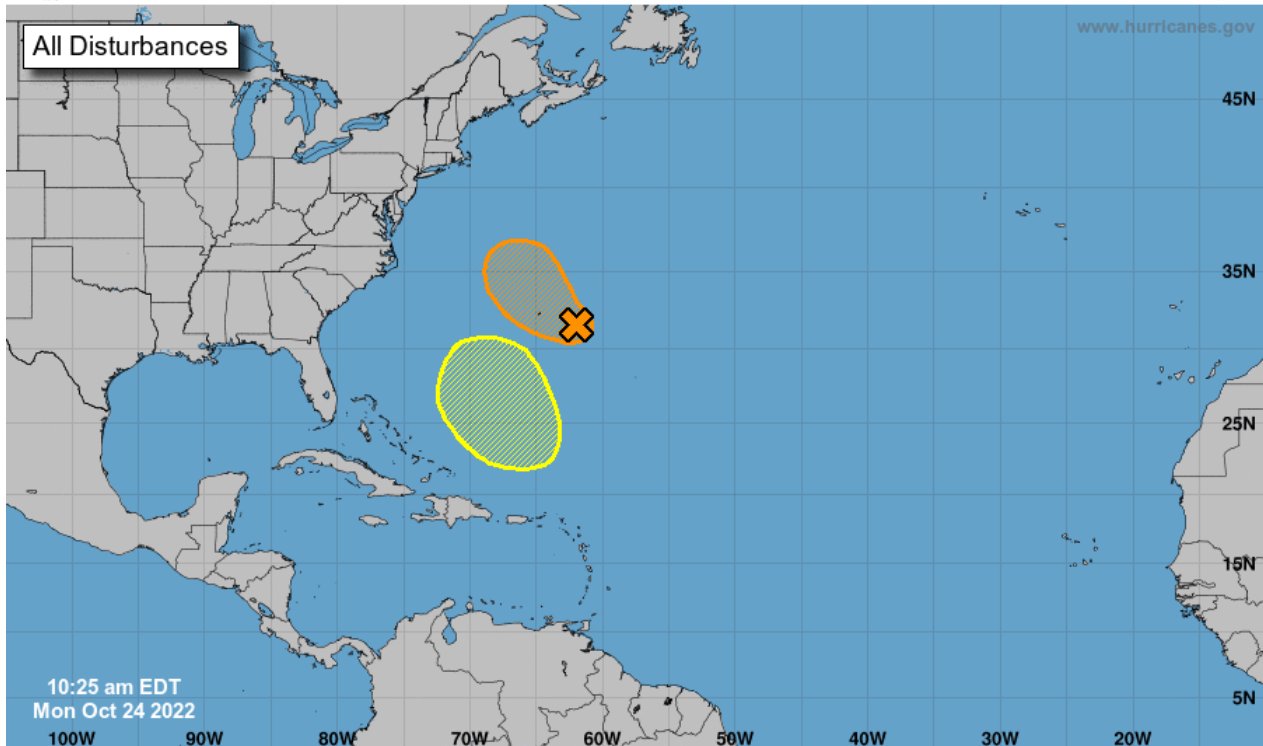 All Disturbances
www.hurricanes.gov
45N
35N
25N
15N
5N
10:25 am EDT
Mon Oct 24 2022
100W 90W 80W 70W 60W 50W 40W 30W 20W